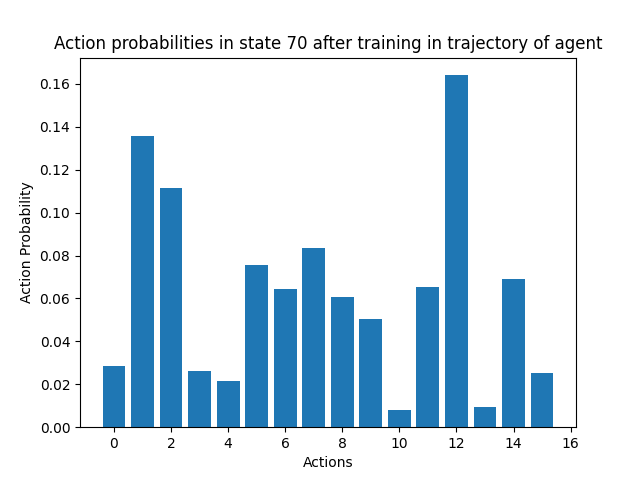 Action probabilities in state 70 after training in trajectory of agent
0.16
0.14
0.12
0.10
0.08
0.06
0.04
0.02
0.00
Action Probability
0 2 4 6 8 10 12 14 16
Actions